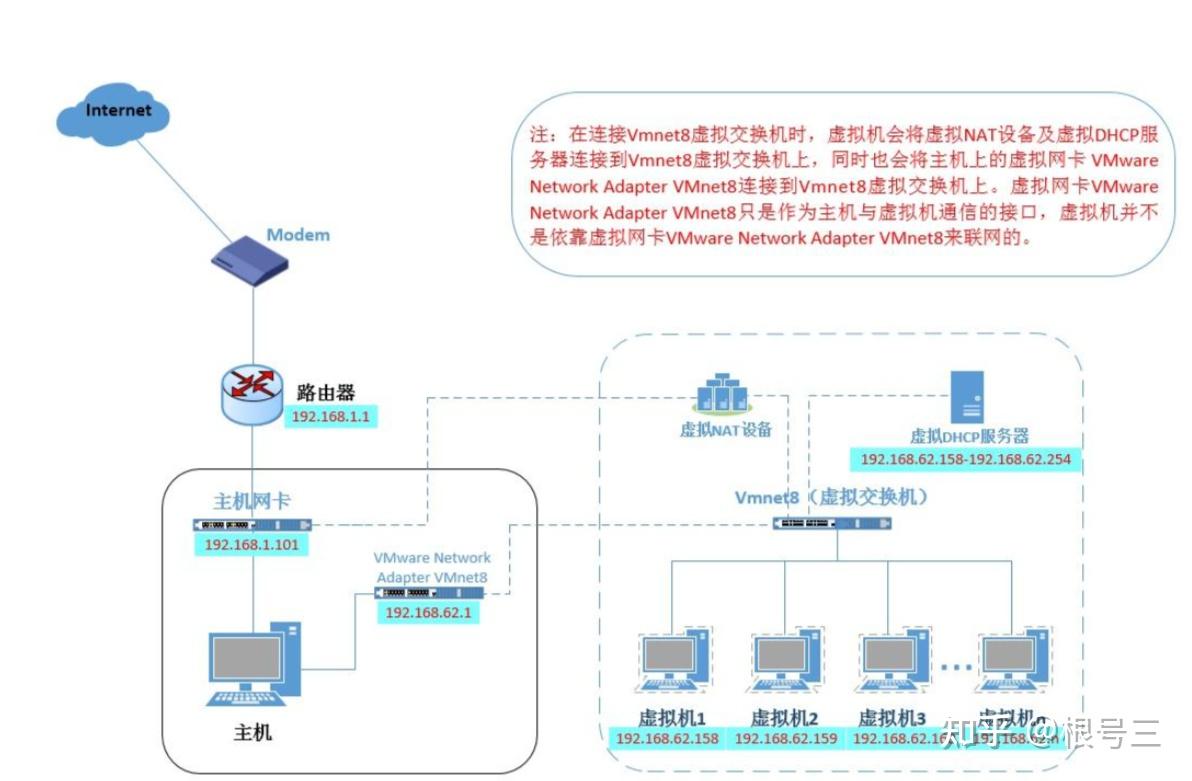 Internet
注：在连接Vmnet8虚拟交换机时，虚拟机会将虚拟NAT设备及虚拟DHCP服
务器连接到Vmnet8虚拟交换机上，同时也会将主机上的虚拟网卡 VMware
Network Adapter VMnet8连接到Vmnet8虚拟交换机上。虚拟网卡VMware
Network Adapter VMnet8只是作为主机与虚拟机通信的接口，虚拟机并不
是依靠虚拟网卡VMware Network Adapter VMnet8来联网的。
Modem
路由器
192.168.1.1
虚拟NAT设备
虚拟DHCP服务器
192.168.62.158-192.168.62.254
主机网卡
192.168.1.101
Vmnet8（虚拟交换机）
VMware Network
Adapter VMnet8
192.168.62.1
主机
虚拟机1
192.168.62.158
虚拟机2
192.168.62.159
虚拟机3
虚拟机n
知乎 @根号三